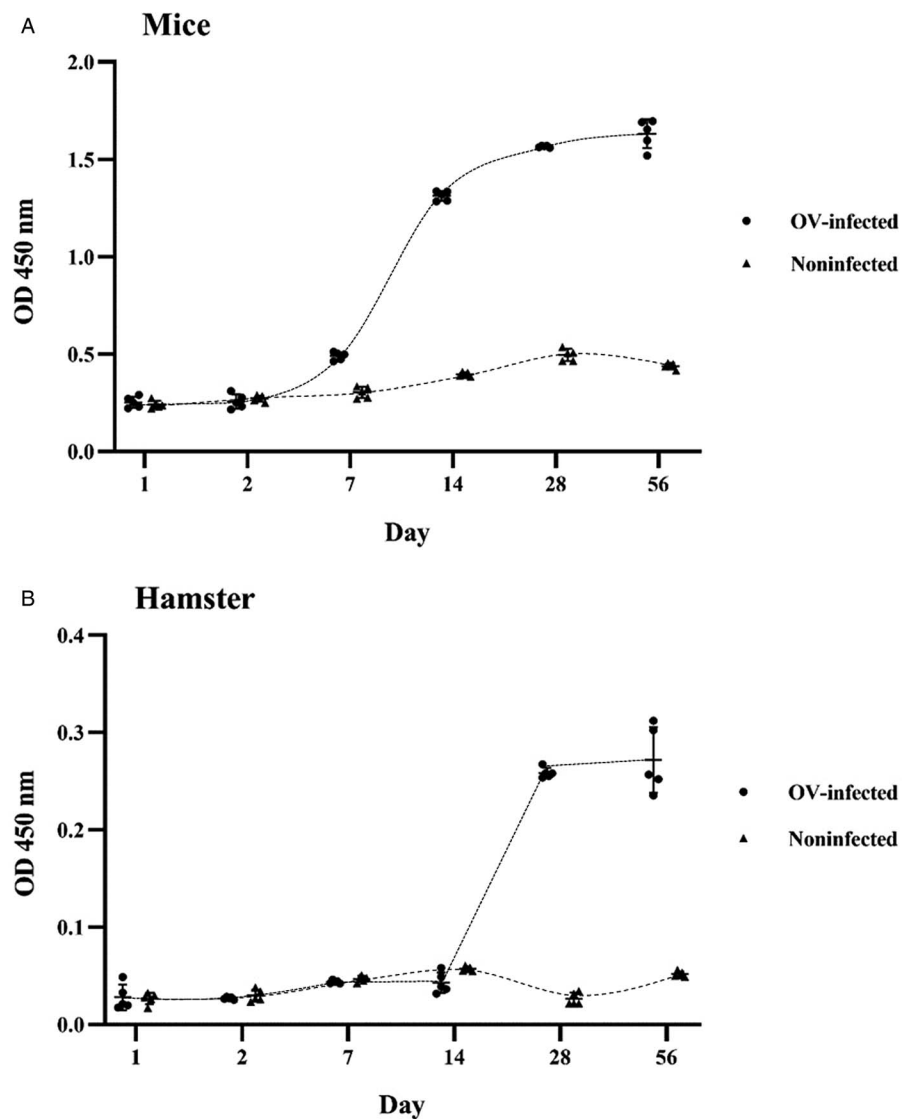 A
Mice
2.0
1.5
1.0
0.5
0.0
OD 450 nm
1 2 7 14 28 56
Day
OV-infected
Noninfected
B
Hamster
0.4
0.3
0.2
0.1
0.0
OD 450 nm
1 2 7 14 28 56
Day
OV-infected
Noninfected